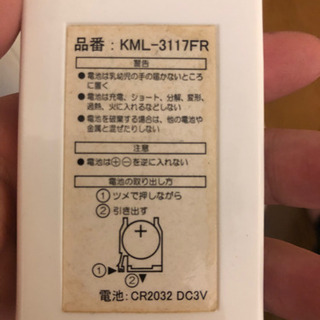 品番：KML-3117FR
警告
●電池は乳幼児の手の届かないところ
に置く
●電池は充電、ショート、分解、変形、
過熱、火に入れるなどしない
●電池を破棄する場合は、他の電池や
金属と混ぜたりしない
注意
●電池は⊕⊖を逆に入れない
電池の取り出し方
①ツメで押しながら
②引き出す
+
①
②
電池：CR2032 DC3V